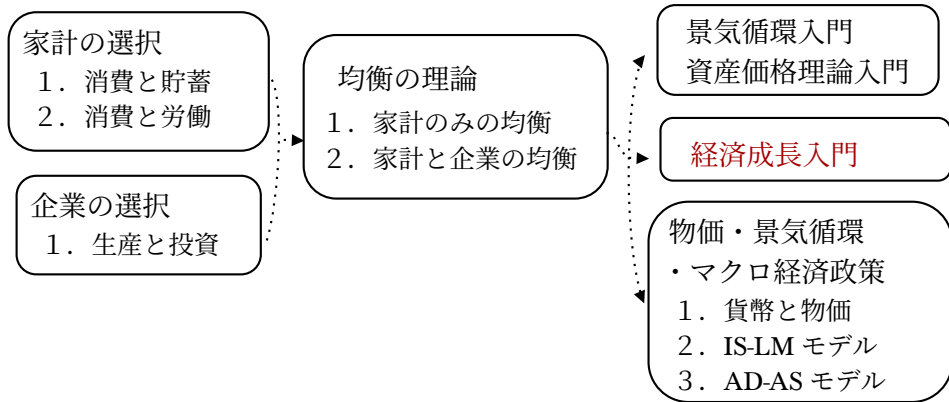 家計の選択
１．消費と貯蓄
２．消費と労働
企業の選択
１．生産と投資
均衡の理論
１．家計のみの均衡
２．家計と企業の均衡
景気循環入門
資産価格理論入門
経済成長入門
物価・景気循環
・マクロ経済政策
１．貨幣と物価
２．IS-LM モデル
３．AD-AS モデル